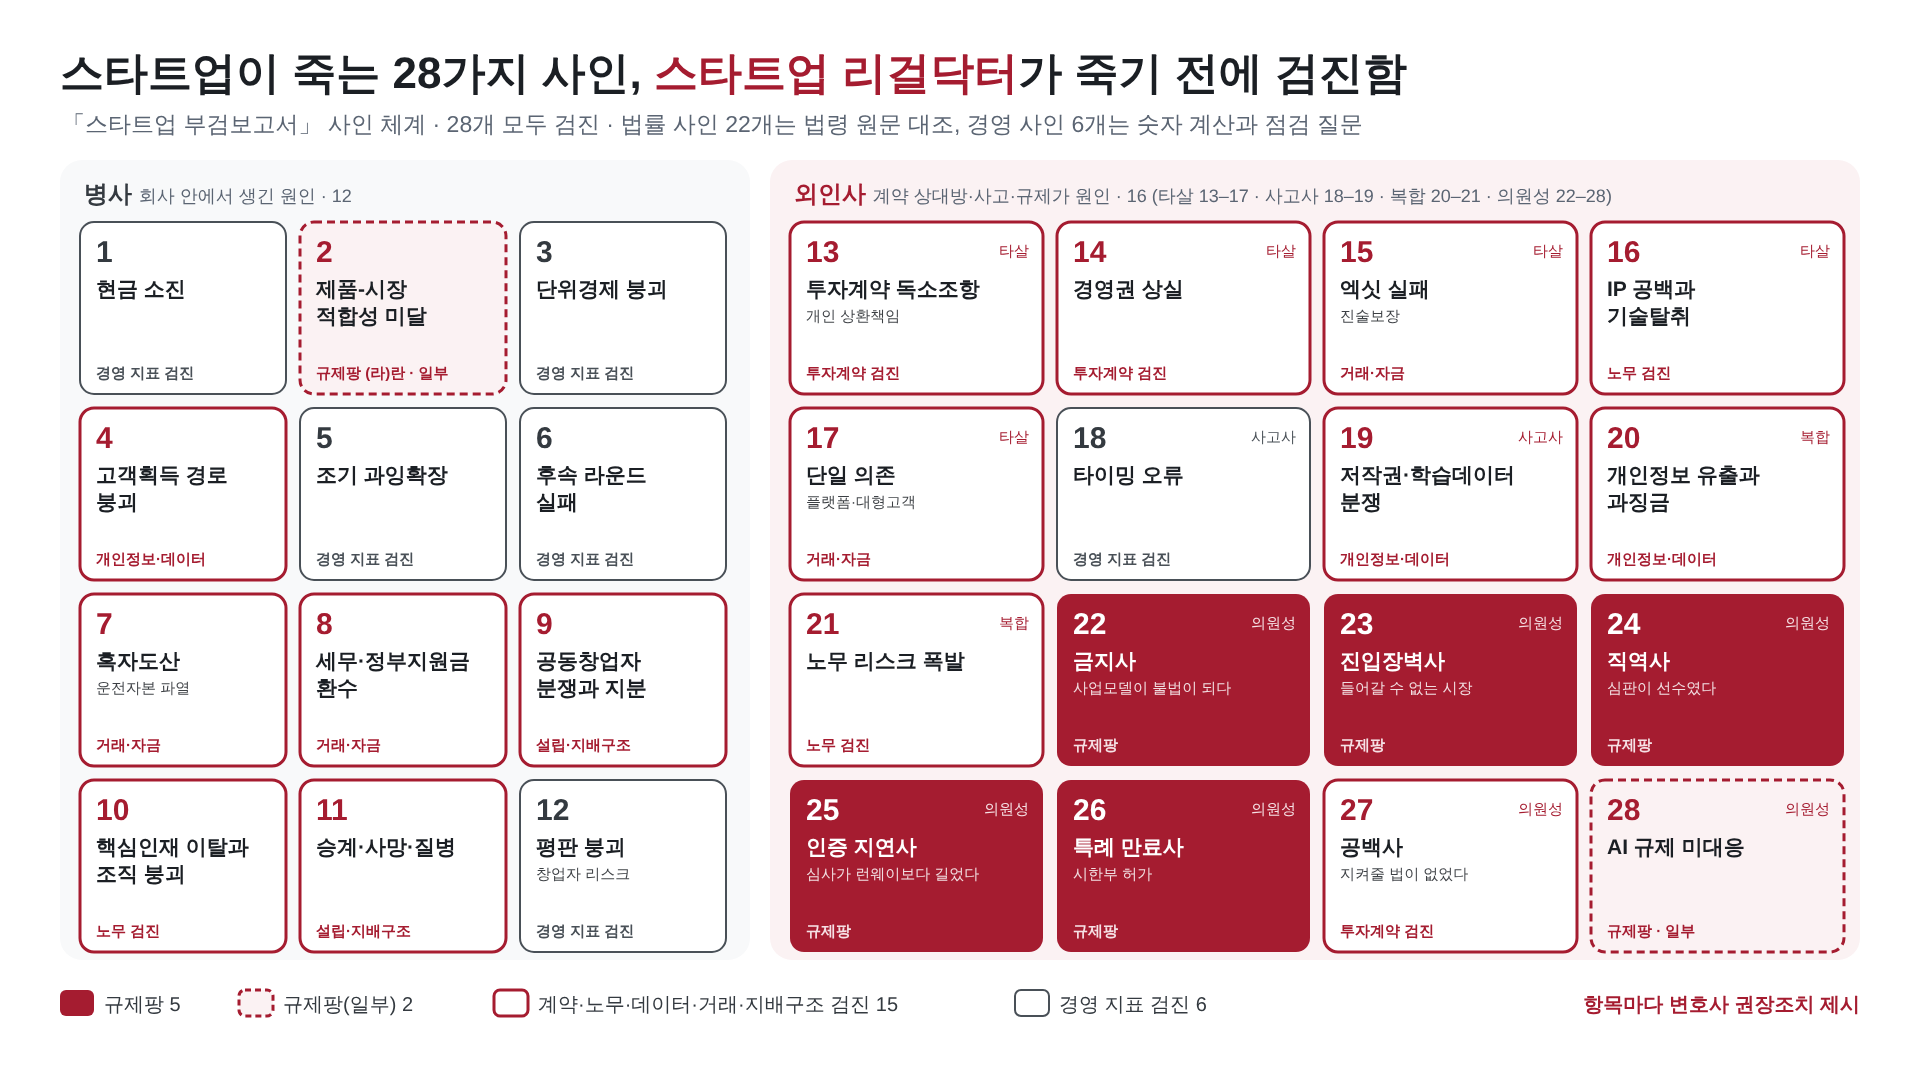 스타트업이 죽는 28가지 사인, 스타트업 리걸닥터가 죽기 전에 검진함
「스타트업 부검보고서」 사인 체계 · 28개 모두 검진 · 법률 사인 22개는 법령 원문 대조, 경영 사인 6개는 숫자 계산과 점검 질문
병사 회사 안에서 생긴 원인 · 12
1
현금 소진
경영 지표 검진
2
제품-시장
적합성 미달
규제팡 (라)란 · 일부
3
단위경제 붕괴
경영 지표 검진
4
고객획득 경로
붕괴
개인정보·데이터
5
조기 과잉확장
경영 지표 검진
6
후속 라운드
실패
경영 지표 검진
7
흑자도산
운전자본 파열
거래·자금
8
세무·정부지원금
환수
거래·자금
9
공동창업자
분쟁과 지분
설립·지배구조
10
핵심인재 이탈과
조직 붕괴
노무 검진
11
승계·사망·질병
설립·지배구조
12
평판 붕괴
창업자 리스크
경영 지표 검진
외인사 계약 상대방·사고·규제가 원인 · 16 (타살 13–17 · 사고사 18–19 · 복합 20–21 · 의원성 22–28)
13 타살
투자계약 독소조항
개인 상환책임
투자계약 검진
14 타살
경영권 상실
투자계약 검진
15 타살
엑싯 실패
진술보장
거래·자금
16 타살
IP 공백과
기술탈취
노무 검진
17 타살
단일 의존
플랫폼·대형고객
거래·자금
18 사고사
타이밍 오류
경영 지표 검진
19 사고사
저작권·학습데이터
분쟁
개인정보·데이터
20 복합
개인정보 유출과
과징금
개인정보·데이터
21 복합
노무 리스크 폭발
노무 검진
22 의원성
금지사
사업모델이 불법이 되다
규제팡
23 의원성
진입장벽사
들어갈 수 없는 시장
규제팡
24 의원성
직역사
심판이 선수였다
규제팡
25 의원성
인증 지연사
심사가 런웨이보다 길었다
규제팡
26 의원성
특례 만료사
시한부 허가
규제팡
27 의원성
공백사
지켜줄 법이 없었다
투자계약 검진
28 의원성
AI 규제 미대응
규제팡 · 일부
규제팡 5
규제팡(일부) 2
계약·노무·데이터·거래·지배구조 검진 15
경영 지표 검진 6
항목마다 변호사 권장조치 제시